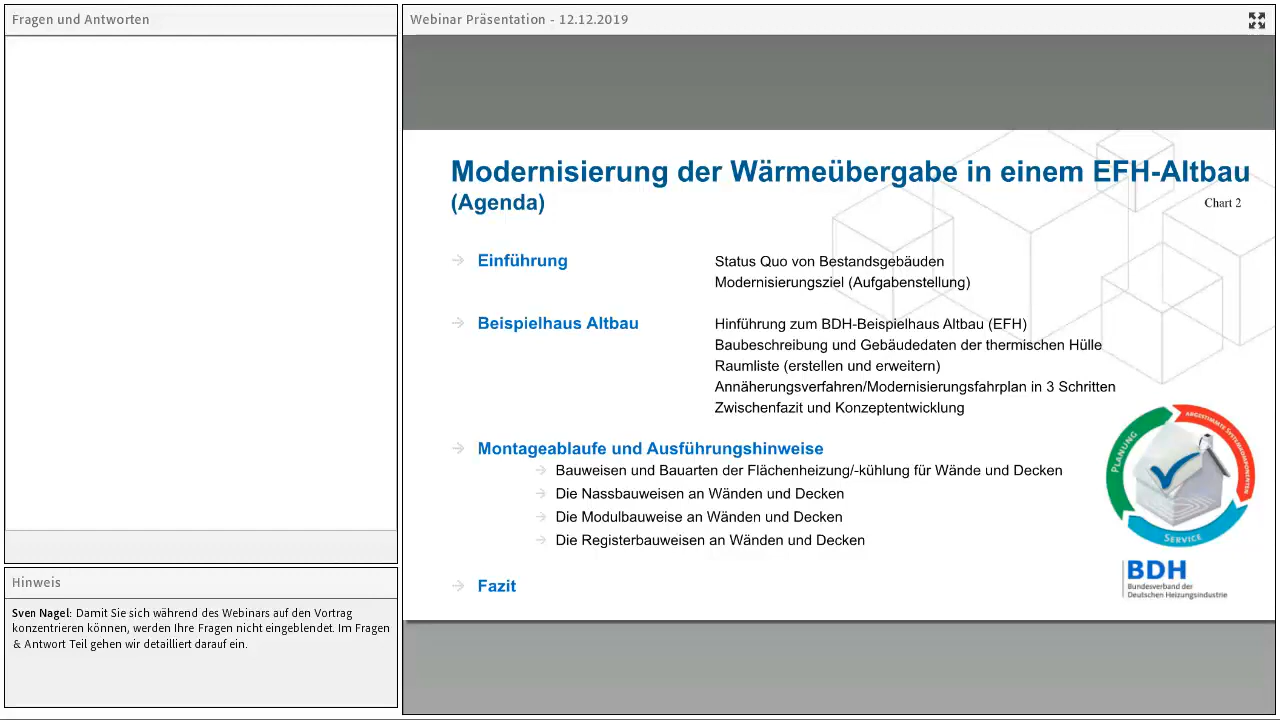 Fragen und Antworten
Hinweis
Sven Nagel: Damit Sie sich während des Webinars auf den Vortrag
konzentrieren können, werden Ihre Fragen nicht eingeblendet. Im Fragen
& Antwort Teil gehen wir detailliert darauf ein.
Webinar Präsentation - 12.12.2019
Modernisierung der Wärmeübergabe in einem EFH-Altbau
(Agenda)
Chart 2
Einführung
Status Quo von Bestandsgebäuden
Modernisierungsziel (Aufgabenstellung)
Beispielhaus Altbau
Hinführung zum BDH-Beispielhaus Altbau (EFH)
Baubeschreibung und Gebäudedaten der thermischen Hülle
Raumliste (erstellen und erweitern)
Annäherungsverfahren/Modernisierungsfahrplan in 3 Schritten
Zwischenfazit und Konzeptentwicklung
Montageablaufe und Ausführungshinweise
Bauweisen und Bauarten der Flächenheizung/-kühlung für Wände und Decken
Die Nassbauweisen an Wänden und Decken
Die Modulbauweise an Wänden und Decken
Die Registerbauweisen an Wänden und Decken
Fazit
PLANUNG
ABGESTIMMTE SYSTEMKOMPONENTEN
SERVICE
BDH
Bundesverband der
Deutschen Heizungsindustrie